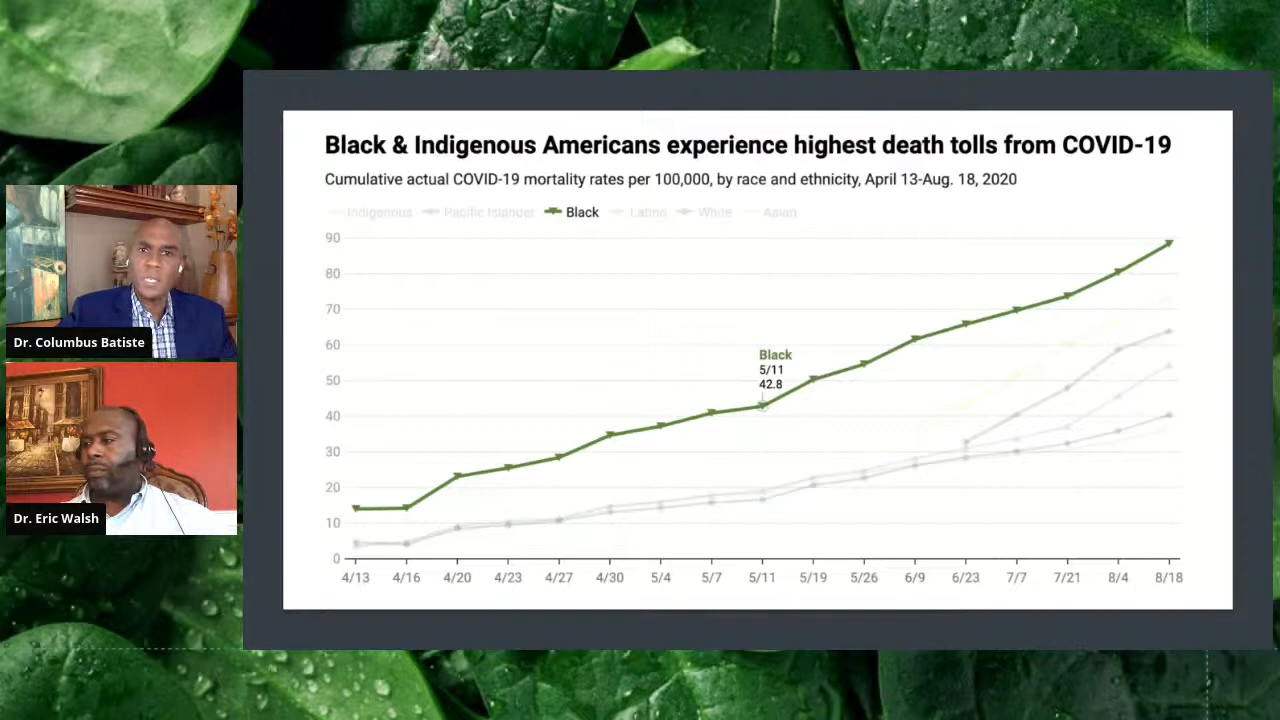 Black & Indigenous Americans experience highest death tolls from COVID-19
Cumulative actual COVID-19 mortality rates per 100,000, by race and ethnicity, April 13-Aug. 18, 2020
Indigenous Pacific Islander Black Latino White Asian
90
80
70
60
50
40
30
20
10
0
Black
5/11
42.8
4/13 4/16 4/20 4/23 4/27 4/30 5/4 5/7 5/11 5/19 5/26 6/9 6/23 7/7 7/21 8/4 8/18
Dr. Columbus Batiste
Dr. Eric Walsh